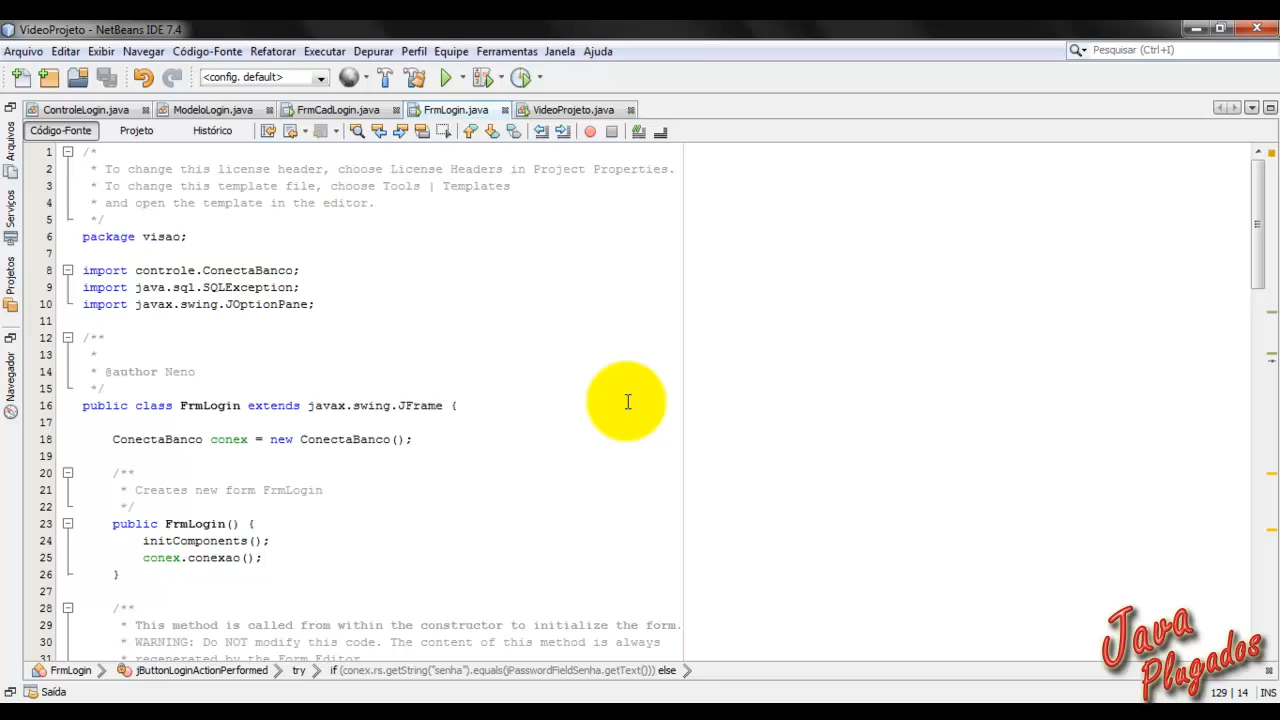 VideoProjeto - NetBeans IDE 7.4
Arquivo Editar Exibir Navegar Código-Fonte Refatorar Executar Depurar Perfil Equipe Ferramentas Janela Ajuda
Pesquisar (Ctrl+I)
<config. default>
ControleLogin.java ModeloLogin.java FrmCadLogin.java FrmLogin.java VideoProjeto.java
Código-Fonte Projeto Histórico
Arquivos
Serviços
Projetos
Navegador
1 /*
2 * To change this license header, choose License Headers in Project Properties.
3 * To change this template file, choose Tools | Templates
4 * and open the template in the editor.
5 */
6 package visao;
7
8 import controle.ConectaBanco;
9 import java.sql.SQLException;
10 import javax.swing.JOptionPane;
11
12 /**
13 *
14 * @author Neno
15 */
16 public class FrmLogin extends javax.swing.JFrame {
17
18 ConectaBanco conex = new ConectaBanco();
19
20 /**
21 * Creates new form FrmLogin
22 */
23 public FrmLogin() {
24 initComponents();
25 conex.conexao();
26 }
27
28 /**
29 * This method is called from within the constructor to initialize the form.
30 * WARNING: Do NOT modify this code. The content of this method is always
31 * regenerated by the Form Editor.
FrmLogin jButtonLoginActionPerformed try if (conex.rs.getString("senha").equals(jPasswordFieldSenha.getText())) else
Saída
129 | 14 INS
Java
Plugados